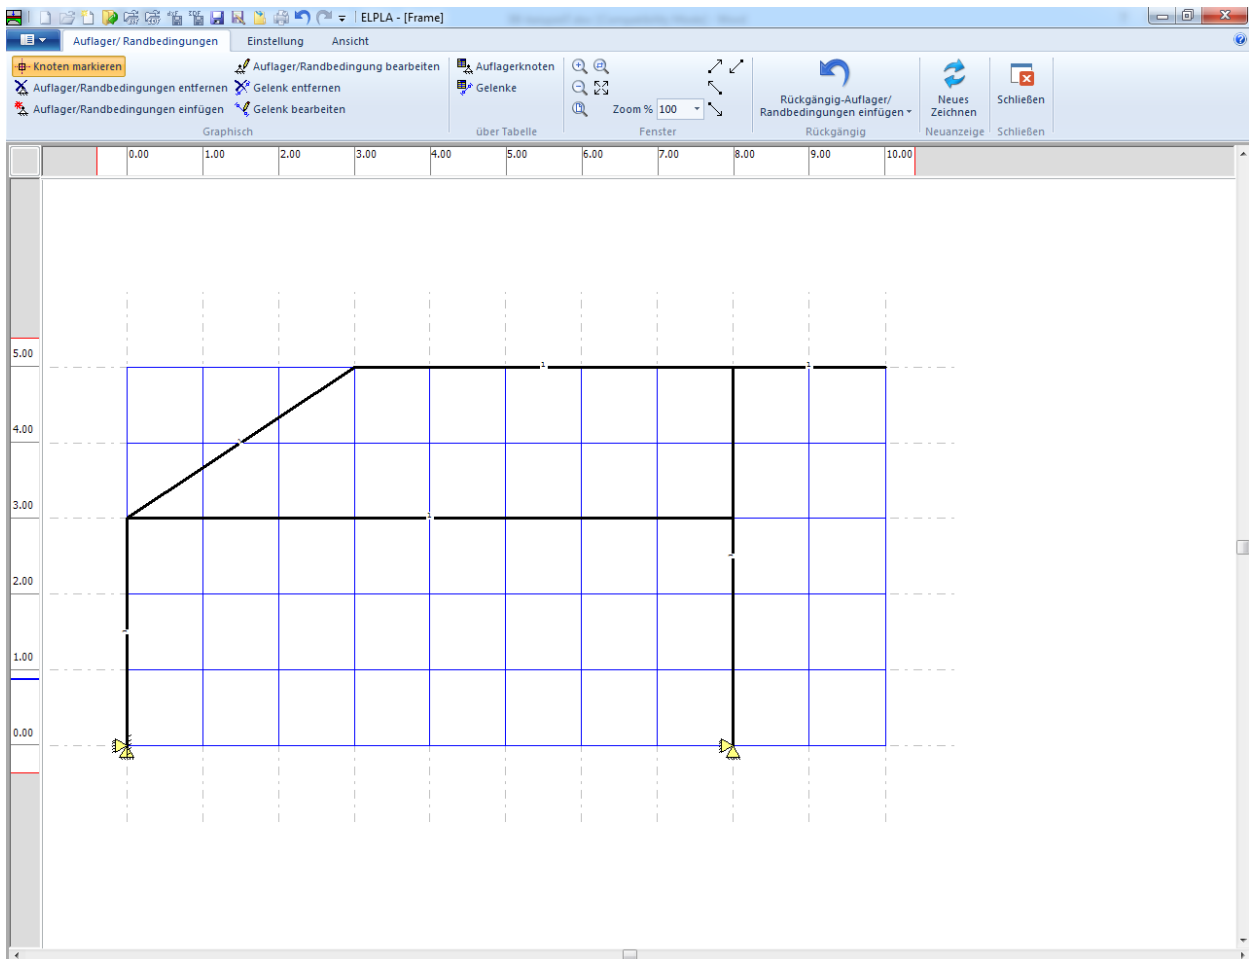 ELPLA - [Frame]
Auflager/ Randbedingungen Einstellung Ansicht
Knoten markieren Auflager/Randbedingung bearbeiten Auflagerknoten
Auflager/Randbedingungen entfernen Gelenk entfernen Gelenke
Auflager/Randbedingungen einfügen Gelenk bearbeiten Zoom % 100
Rückgängig-Auflager/
Randbedingungen einfügen
Neues
Zeichnen
Schließen
Graphisch über Tabelle Fenster Rückgängig Neuanzeige Schließen
0.00 1.00 2.00 3.00 4.00 5.00 6.00 7.00 8.00 9.00 10.00
5.00
1 1
4.00
3.00
1
2.00
1.00
0.00